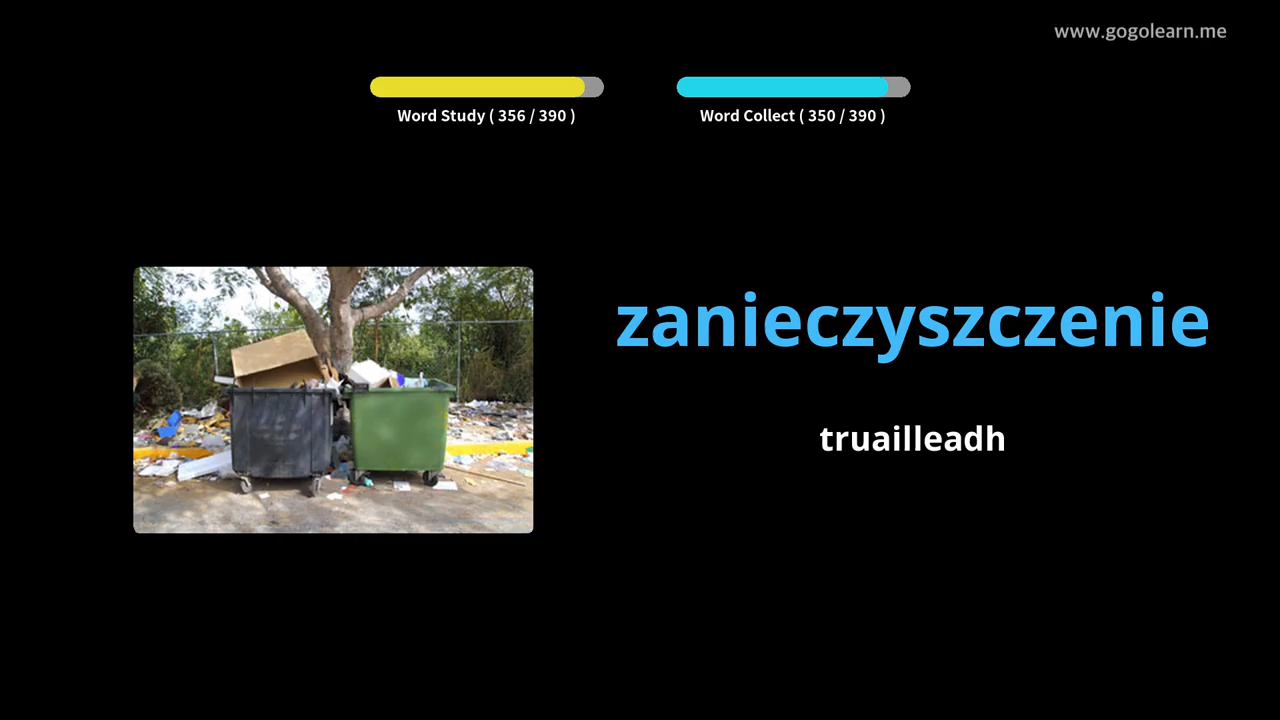 www.gogolearn.me
Word Study ( 356 / 390 )
Word Collect ( 350 / 390 )
zanieczyszczenie
truailleadh